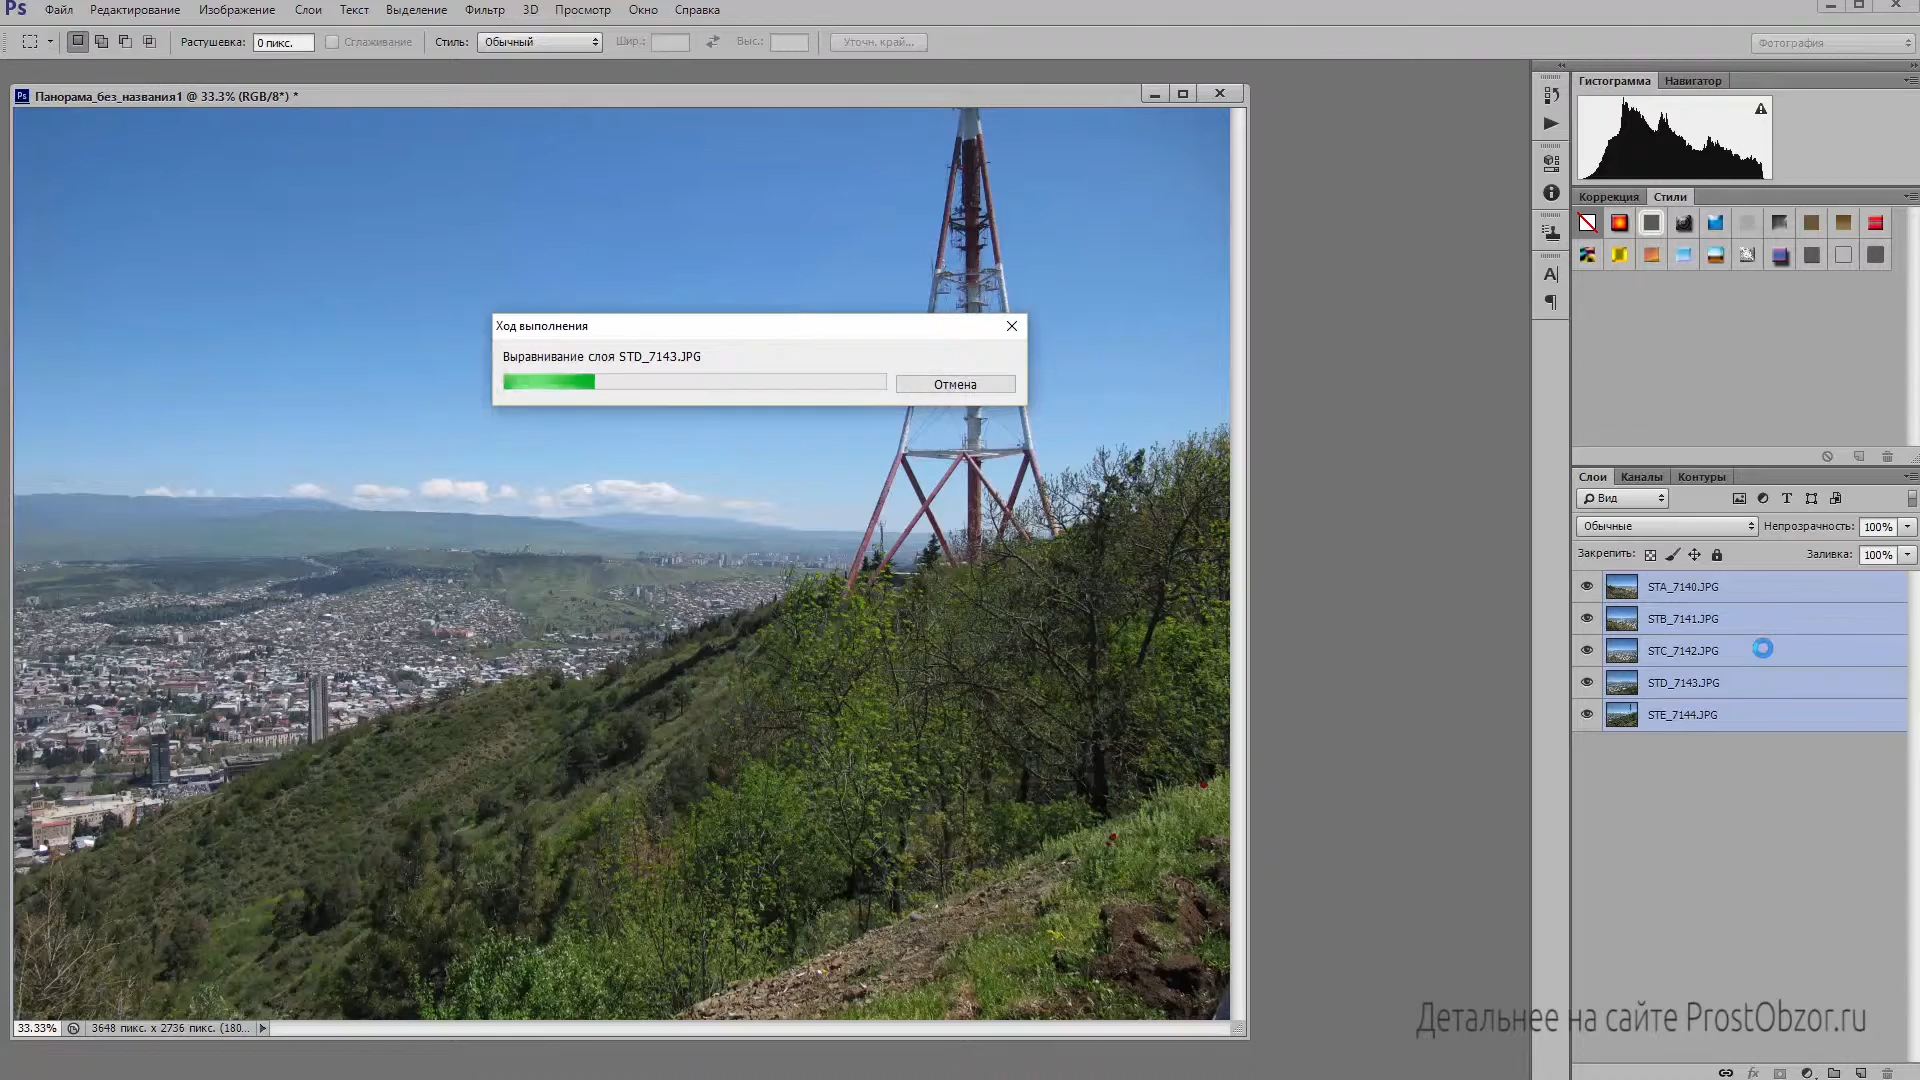 Ps Файл Редактирование Изображение Слои Текст Выделение Фильтр 3D Просмотр Окно Справка
Растушевка: 0 пикс. Сглаживание Стиль: Обычный Шир.: Выс.: Уточн. край... Фотография
Ps Панорама_без_названия1 @ 33.3% (RGB/8*) *
Гистограмма Навигатор
Коррекция Стили
Ход выполнения
Выравнивание слоя STD_7143.JPG
Отмена
Слои Каналы Контуры
Вид
Обычные Непрозрачность: 100%
Закрепить: Заливка: 100%
STA_7140.JPG
STB_7141.JPG
STC_7142.JPG
STD_7143.JPG
STE_7144.JPG
33.33% 3648 пикс. x 2736 пикс. (180...
Детальнее на сайте ProstObzor.ru
fx